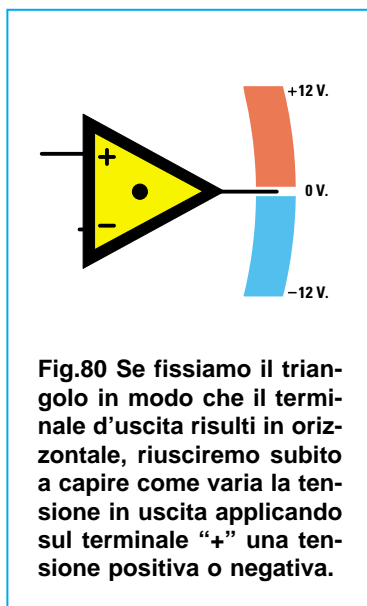 +12 V.
+
0 V.
−
−12 V.
Fig.80 Se fissiamo il trian-
golo in modo che il termi-
nale d'uscita risulti in oriz-
zontale, riusciremo subito
a capire come varia la ten-
sione in uscita applicando
sul terminale “+” una ten-
sione positiva o negativa.